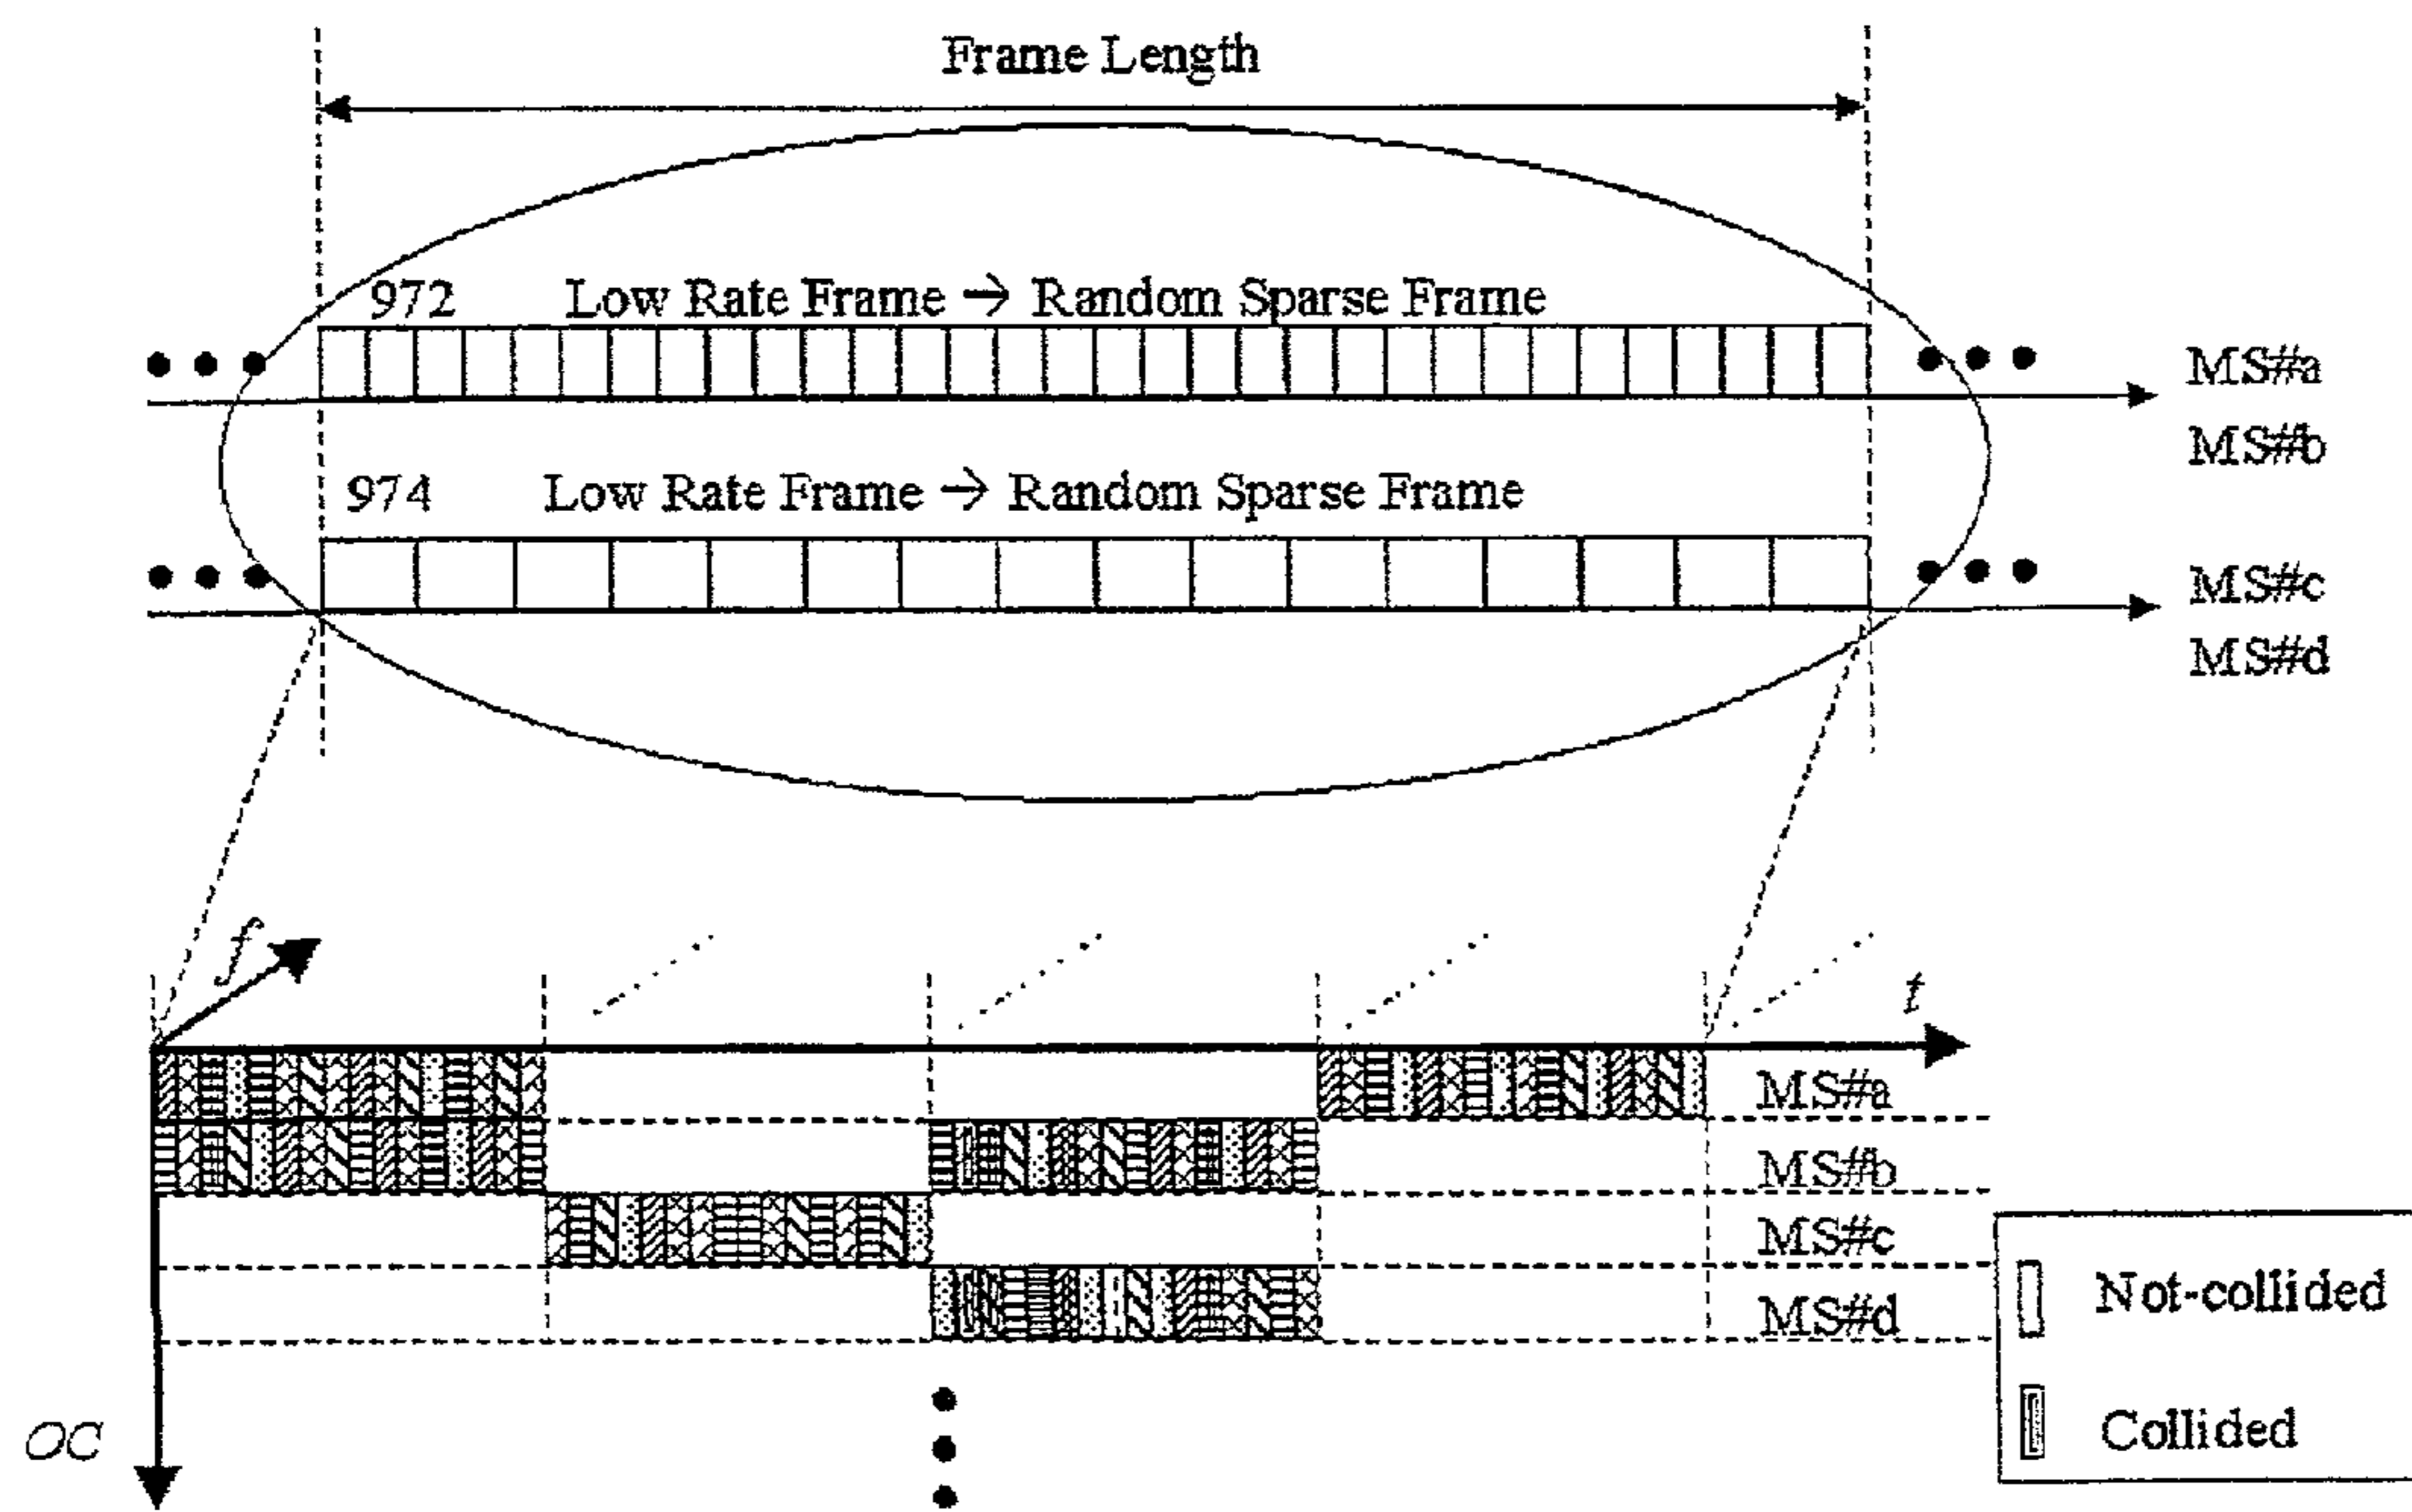 Frame Length
972 Low Rate Frame → Random Sparse Frame
MS#a
MS#b
974 Low Rate Frame → Random Sparse Frame
MS#c
MS#d
f
t
MS#a
MS#b
MS#c
MS#d
OC
Not-collided
Collided